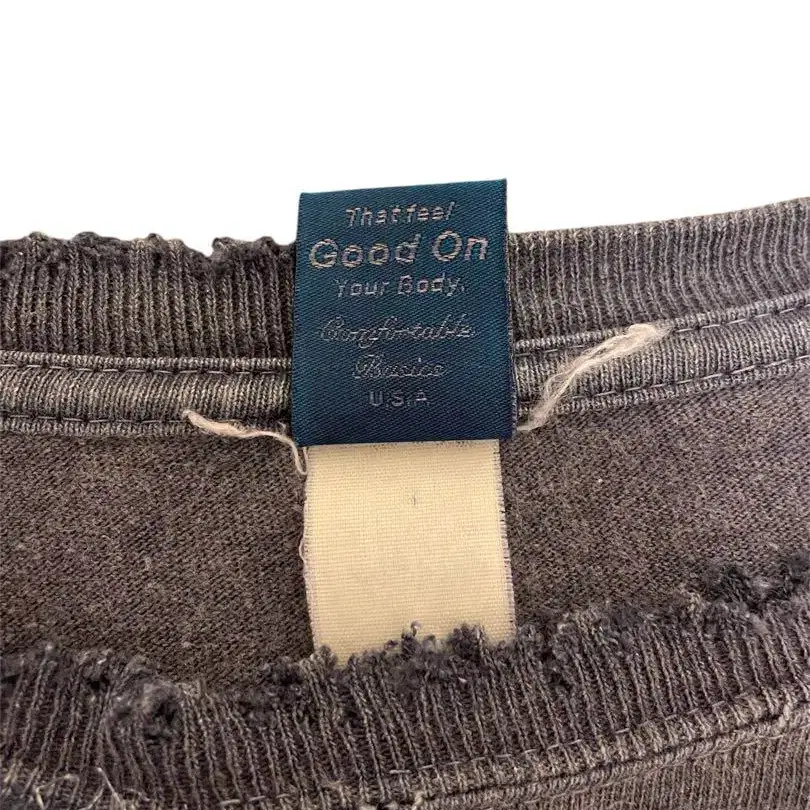 That feel
Good On
Your Body.
Comfortable
Basics
U.S.A